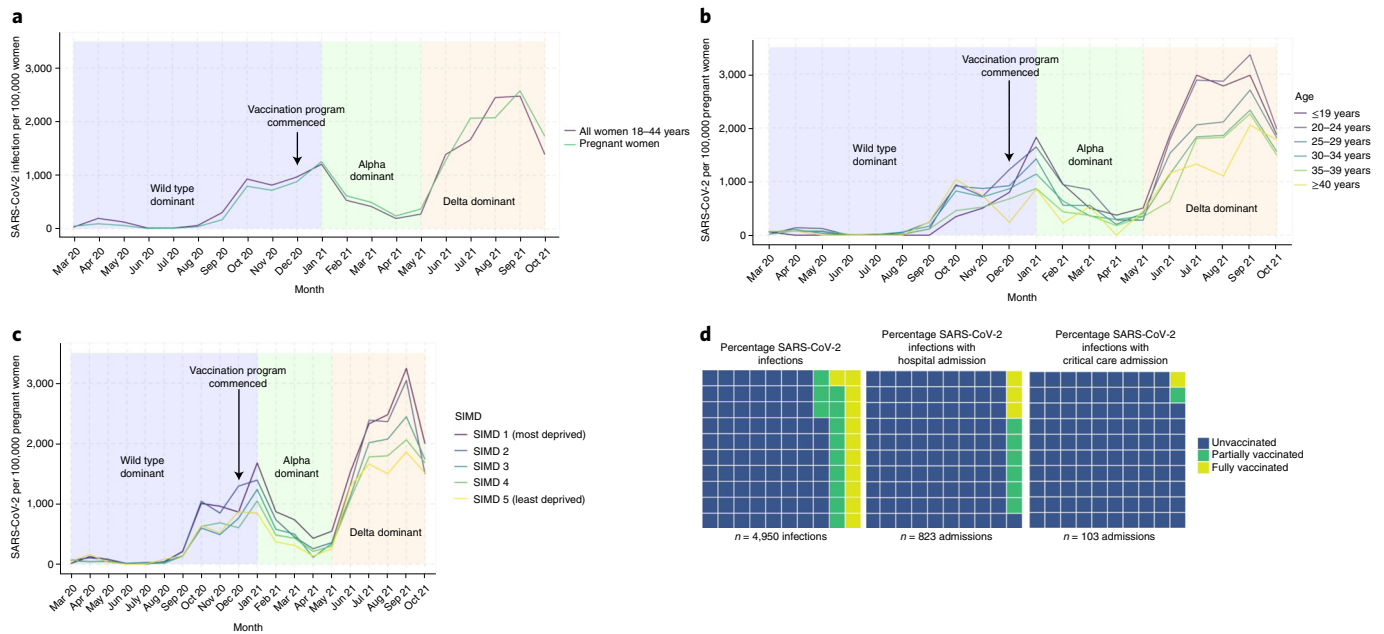 a
SARS-CoV-2 infection per 100,000 women
3,000
2,000
1,000
0
Vaccination program
commenced
Wild type
dominant
Alpha
dominant
Delta dominant
All women 18–44 years
Pregnant women
Mar 20
Apr 20
May 20
Jun 20
Jul 20
Aug 20
Sep 20
Oct 20
Nov 20
Dec 20
Jan 21
Feb 21
Mar 21
Apr 21
May 21
Jun 21
Jul 21
Aug 21
Sep 21
Oct 21
Month
b
SARS-CoV-2 per 100,000 pregnant women
3,000
2,000
1,000
0
Vaccination program
commenced
Wild type
dominant
Alpha
dominant
Delta dominant
Age
≤19 years
20–24 years
25–29 years
30–34 years
35–39 years
≥40 years
Mar 20
Apr 20
May 20
Jun 20
Jul 20
Aug 20
Sep 20
Oct 20
Nov 20
Dec 20
Jan 21
Feb 21
Mar 21
Apr 21
May 21
Jun 21
Jul 21
Aug 21
Sep 21
Oct 21
Month
c
SARS-CoV-2 per 100,000 pregnant women
3,000
2,000
1,000
0
Vaccination program
commenced
Wild type
dominant
Alpha
dominant
Delta dominant
SIMD
SIMD 1 (most deprived)
SIMD 2
SIMD 3
SIMD 4
SIMD 5 (least deprived)
Mar 20
Apr 20
May 20
Jun 20
July 20
Aug 20
Sep 20
Oct 20
Nov 20
Dec 20
Jan 21
Feb 21
Mar 21
Apr 21
May 21
Jun 21
Jul 21
Aug 21
Sep 21
Oct 21
Month
d
Percentage SARS-CoV-2
infections
n = 4,950 infections
Percentage SARS-CoV-2
infections with
hospital admission
n = 823 admissions
Percentage SARS-CoV-2
infections with
critical care admission
n = 103 admissions
Unvaccinated
Partially vaccinated
Fully vaccinated